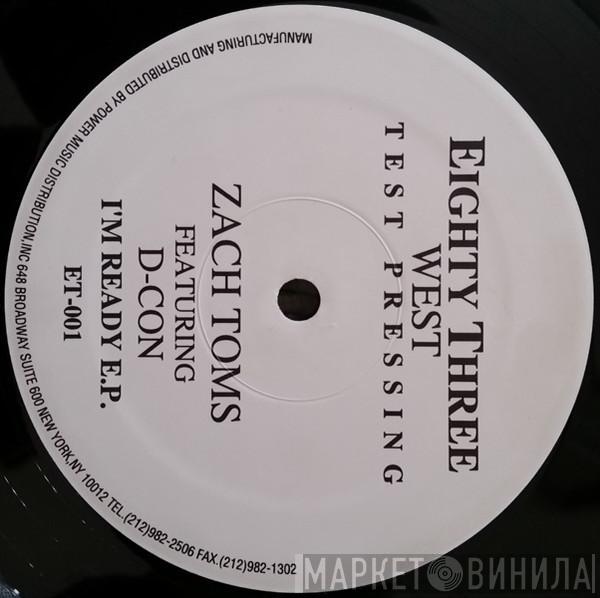 EIGHTY THREE
WEST
TEST PRESSING
ZACH TOMS
FEATURING
D-CON
I'M READY E.P.
ET-001
MANUFACTURING AND DISTRIBUTED BY POWER MUSIC DISTRIBUTION,INC 648 BROADWAY SUITE 600 NEW YORK,NY 10012 TEL.(212)982-2506 FAX.(212)982-1302
МАРКЕТ ВИНИЛА